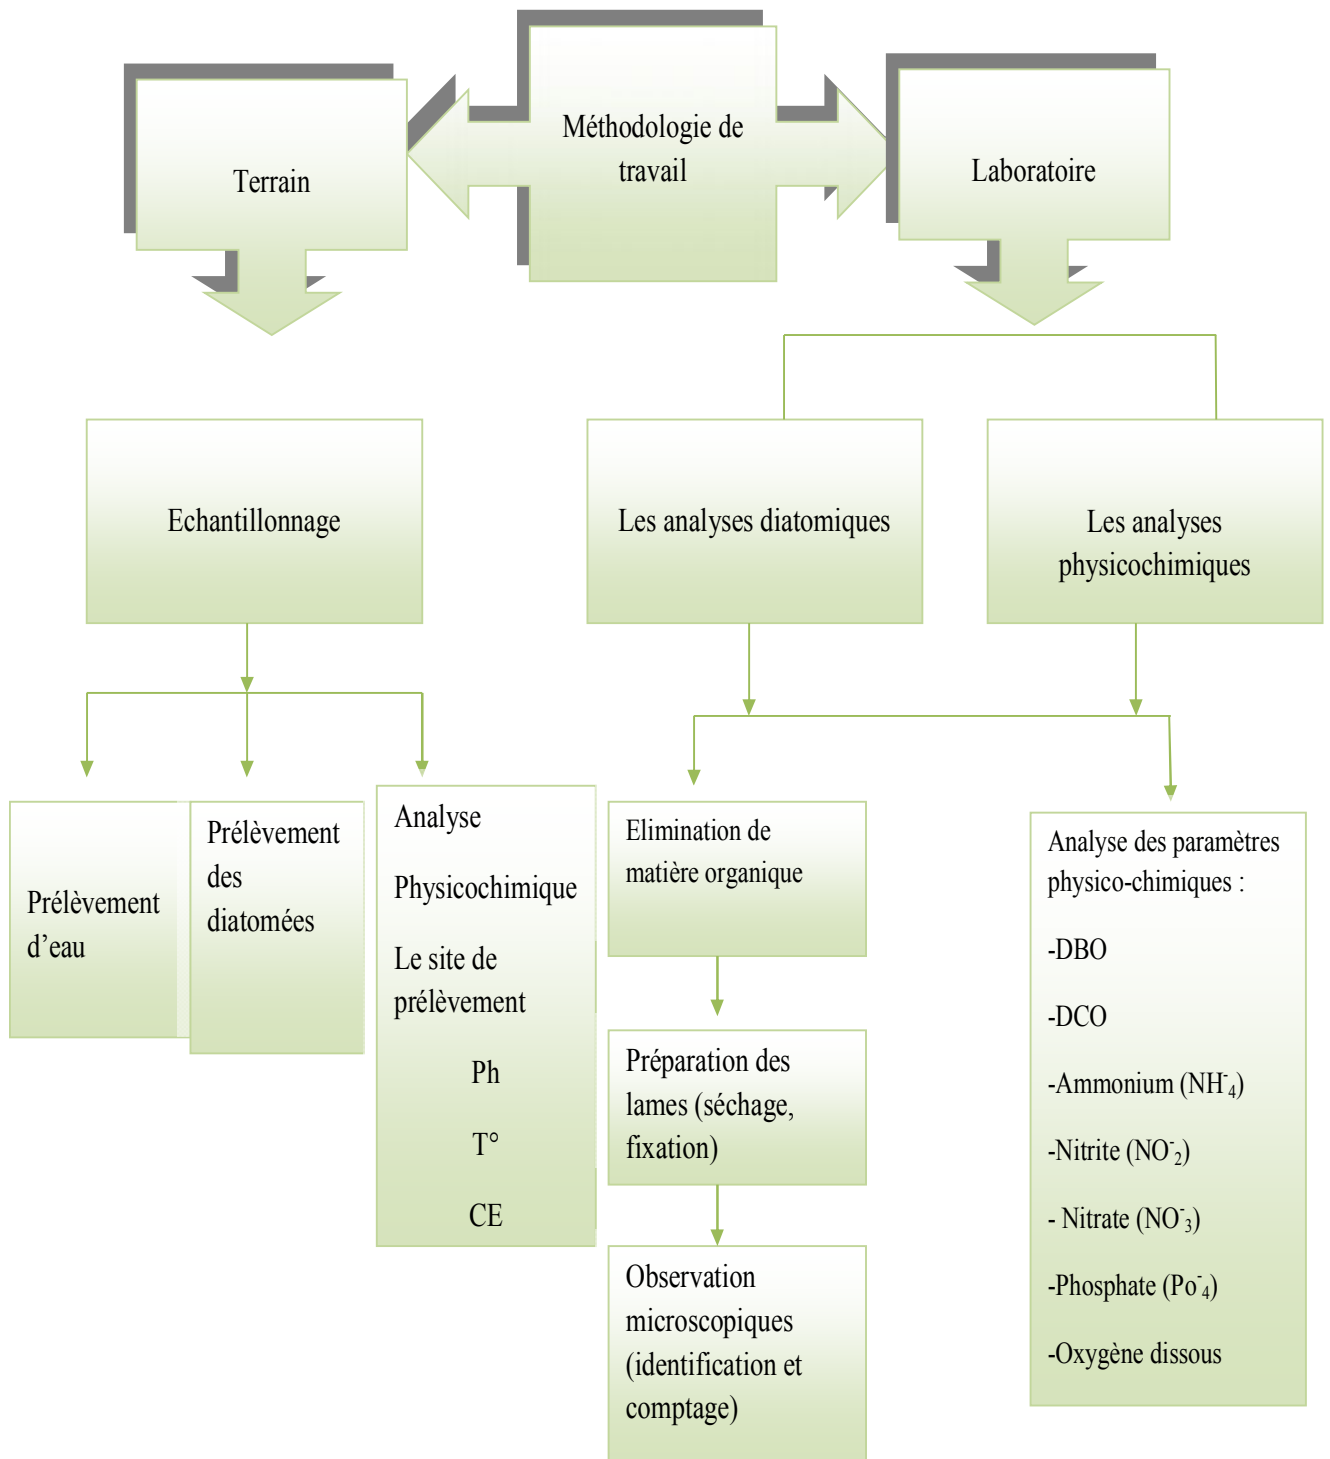 Méthodologie de
travail
Terrain
Laboratoire
Echantillonnage
Les analyses diatomiques
Les analyses
physicochimiques
Prélèvement
d’eau
Prélèvement
des
diatomées
Analyse
Physicochimique
Le site de
prélèvement
Ph
T°
CE
Elimination de
matière organique
Préparation des
lames (séchage,
fixation)
Observation
microscopiques
(identification et
comptage)
Analyse des paramètres
physico-chimiques :
-DBO
-DCO
-Ammonium (NH⁻₄)
-Nitrite (NO⁻₂)
- Nitrate (NO⁻₃)
-Phosphate (Po⁻₄)
-Oxygène dissous